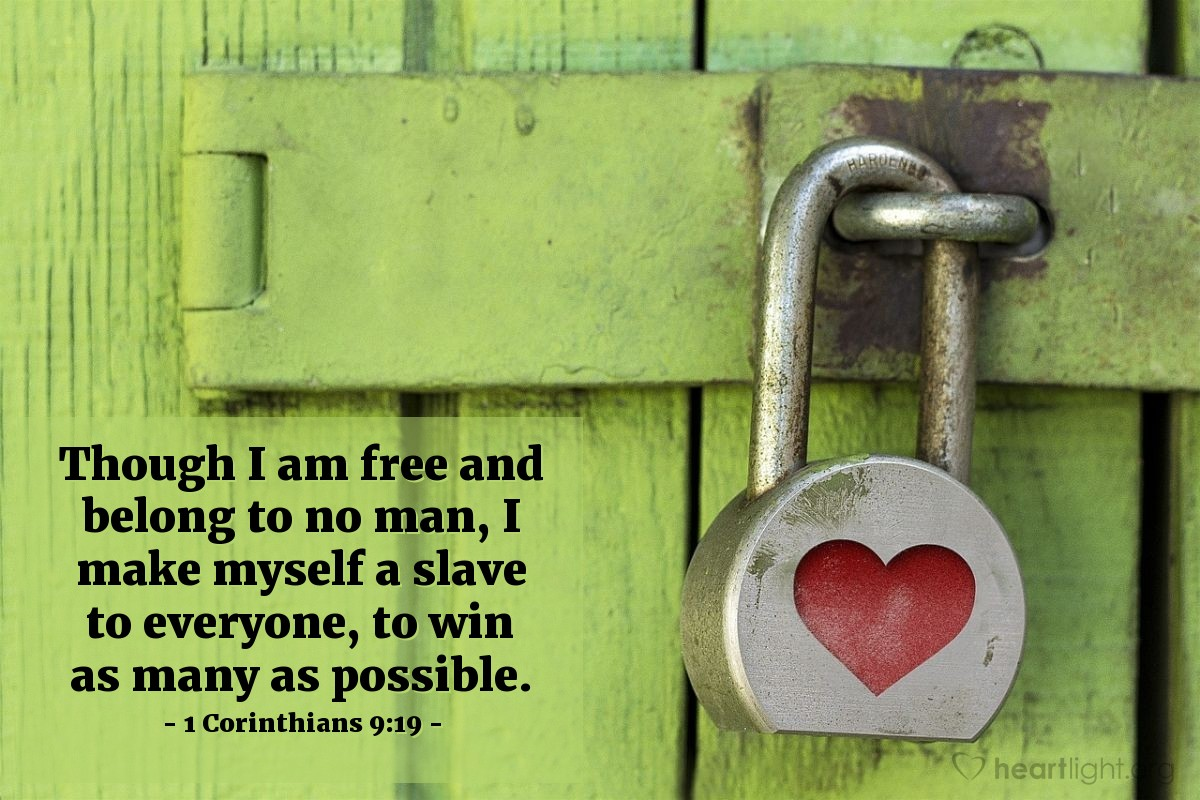 HARDENED
Though I am free and
belong to no man, I
make myself a slave
to everyone, to win
as many as possible.
- 1 Corinthians 9:19 -
heartlight.org